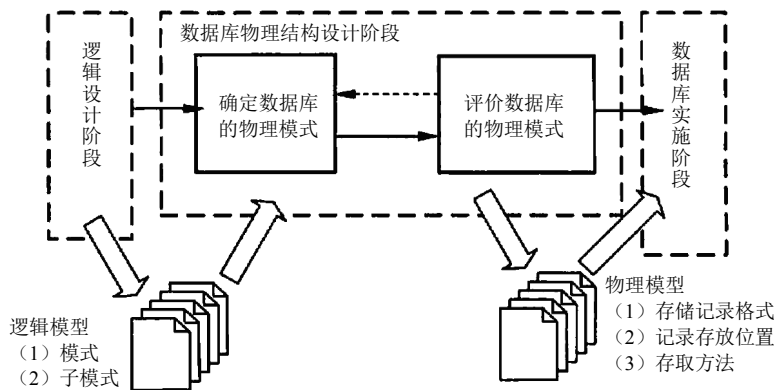 数据库物理结构设计阶段
逻辑设计阶段
确定数据库
的物理模式
评价数据库
的物理模式
数据库实施阶段
逻辑模型
（1）模式
（2）子模式
物理模型
（1）存储记录格式
（2）记录存放位置
（3）存取方法